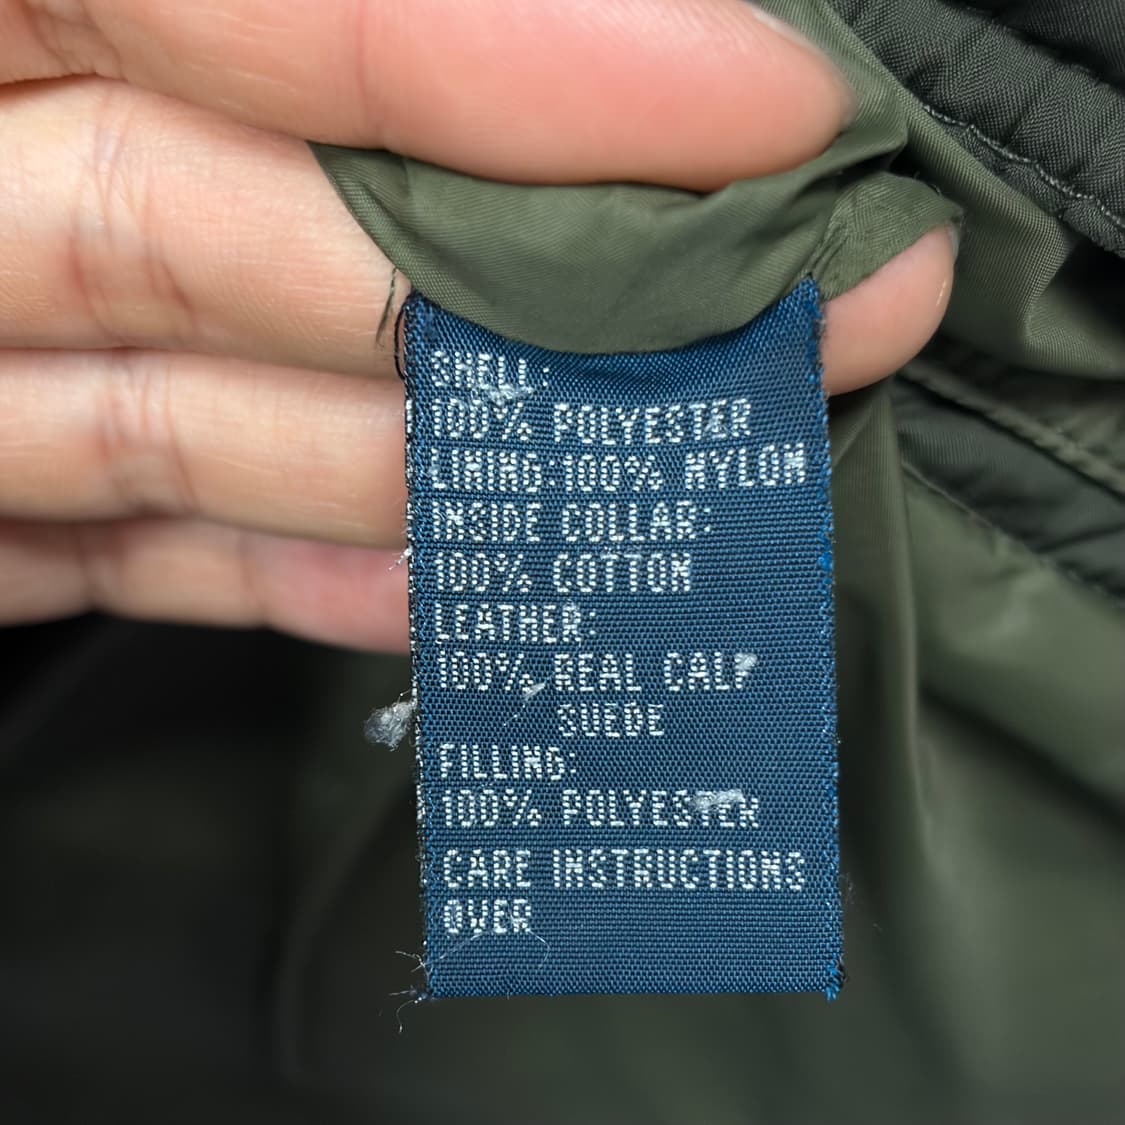 SHELL:
100% POLYESTER
LINING:100% NYLON
INSIDE COLLAR:
100% COTTON
LEATHER:
100% REAL CALF
SUEDE
FILLING:
100% POLYESTER
CARE INSTRUCTIONS
OVER